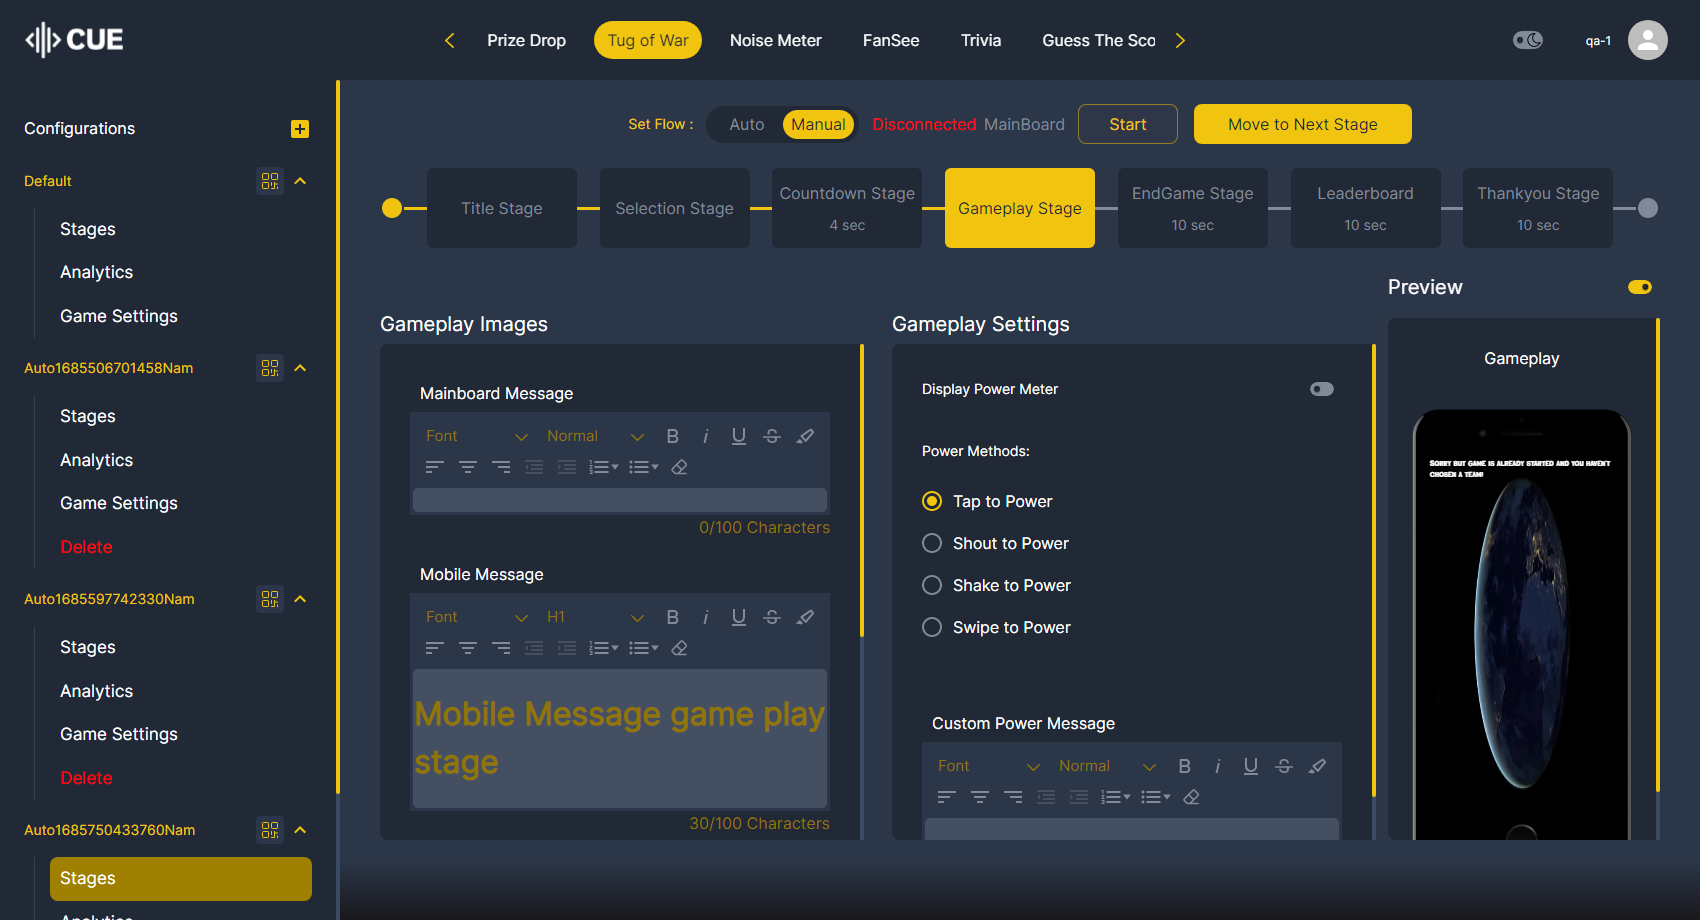 CUE
Prize Drop
Tug of War
Noise Meter
FanSee
Trivia
Guess The Sco
qa-1
Configurations
Default
Stages
Analytics
Game Settings
Auto1685506701458Nam
Stages
Analytics
Game Settings
Delete
Auto1685597742330Nam
Stages
Analytics
Game Settings
Delete
Auto1685750433760Nam
Stages
Analytics
Set Flow :
Auto
Manual
Disconnected MainBoard
Start
Move to Next Stage
Title Stage
Selection Stage
Countdown Stage
4 sec
Gameplay Stage
EndGame Stage
10 sec
Leaderboard
10 sec
Thankyou Stage
10 sec
Gameplay Images
Mainboard Message
Font
Normal
B i U S
0/100 Characters
Mobile Message
Font
H1
B i U S
Mobile Message game play
stage
30/100 Characters
Gameplay Settings
Display Power Meter
Power Methods:
Tap to Power
Shout to Power
Shake to Power
Swipe to Power
Custom Power Message
Font
Normal
B i U S
Preview
Gameplay
Sorry but game is already started and you haven't
chosen a team!